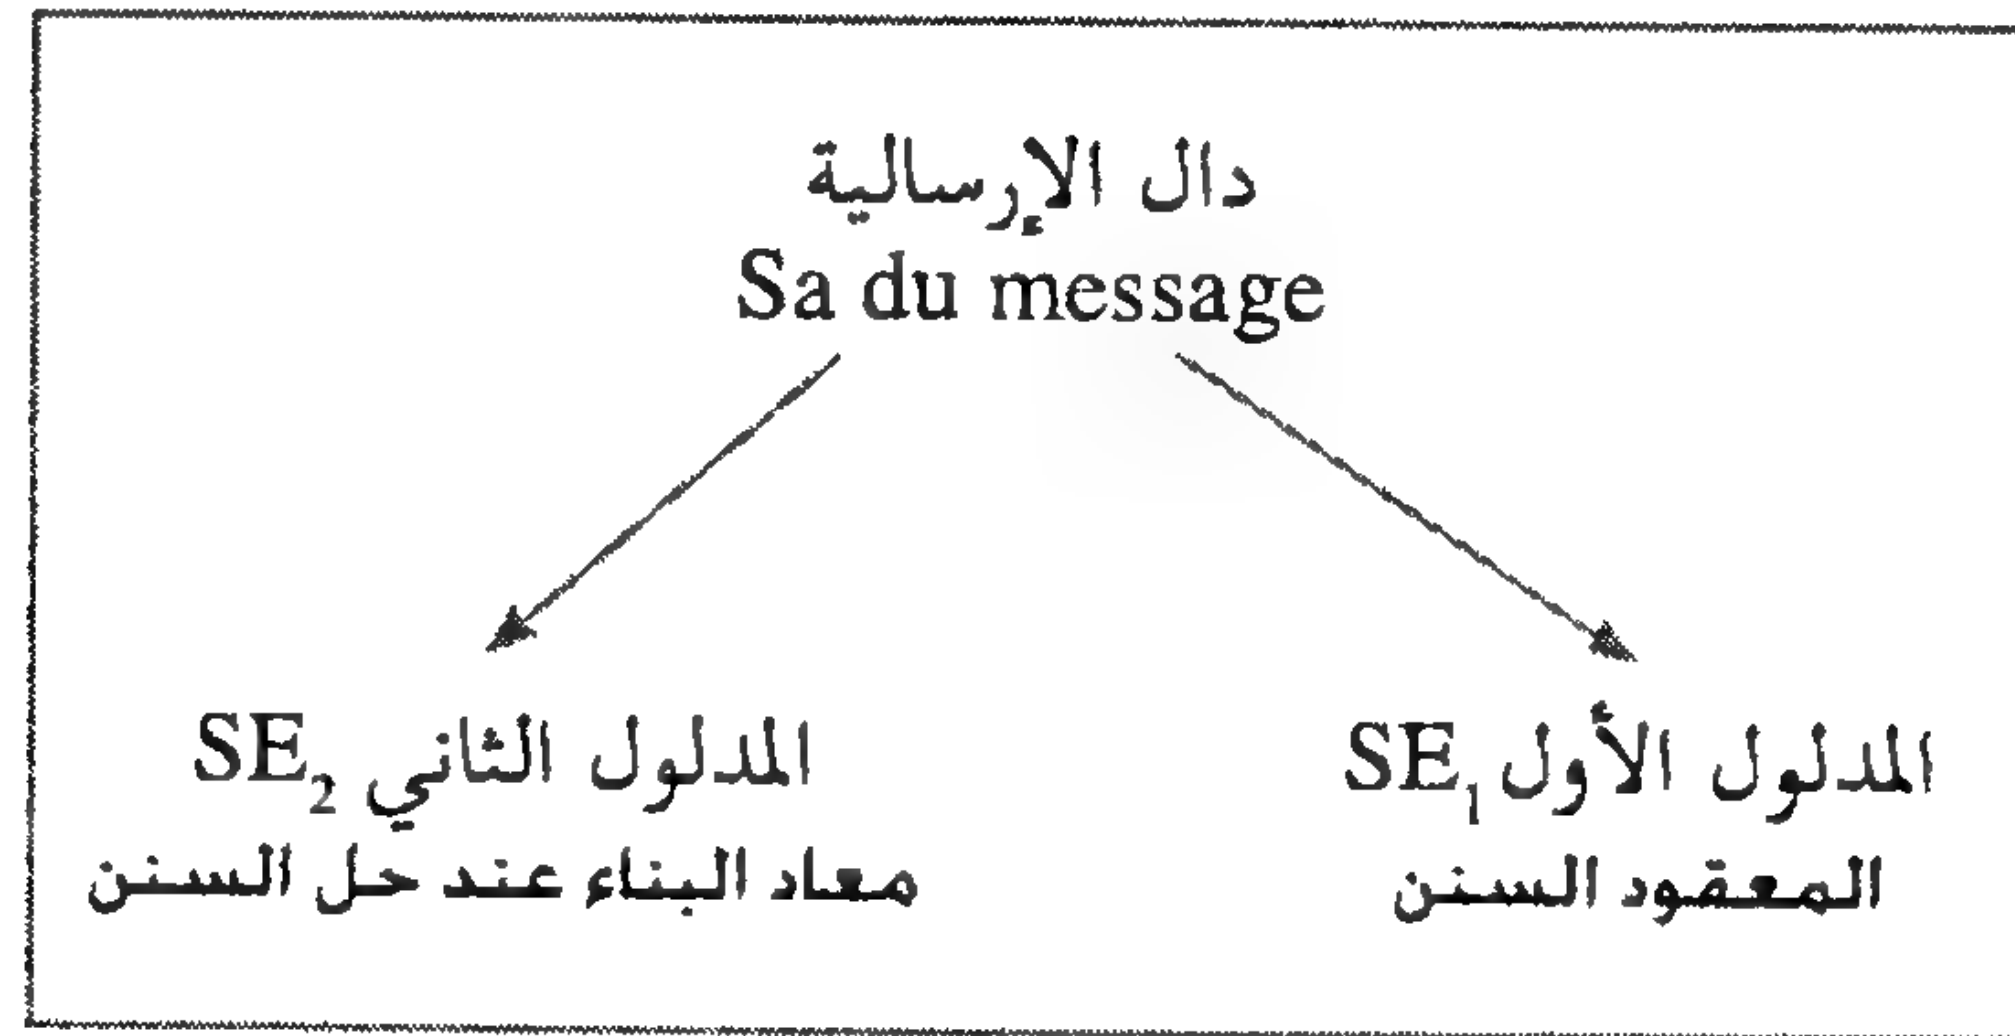 دال الإرسالية
Sa du message
المدلول الأول SE₁
المعقود السنن
المدلول الثاني SE₂
معاد البناء عند حل السنن